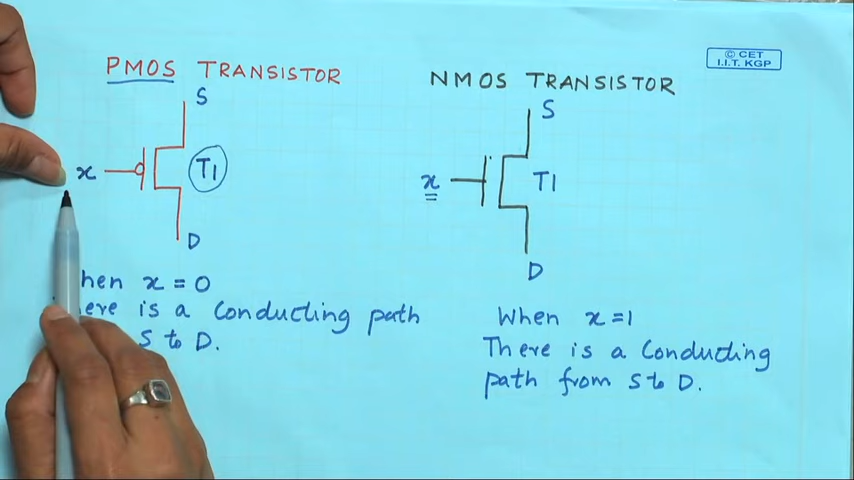 © CET
I.I.T. KGP
PMOS TRANSISTOR
S
x
T1
D
hen x = 0
ere is a Conducting path
S to D.
NMOS TRANSISTOR
S
x
T1
D
When x = 1
There is a Conducting
path from S to D.